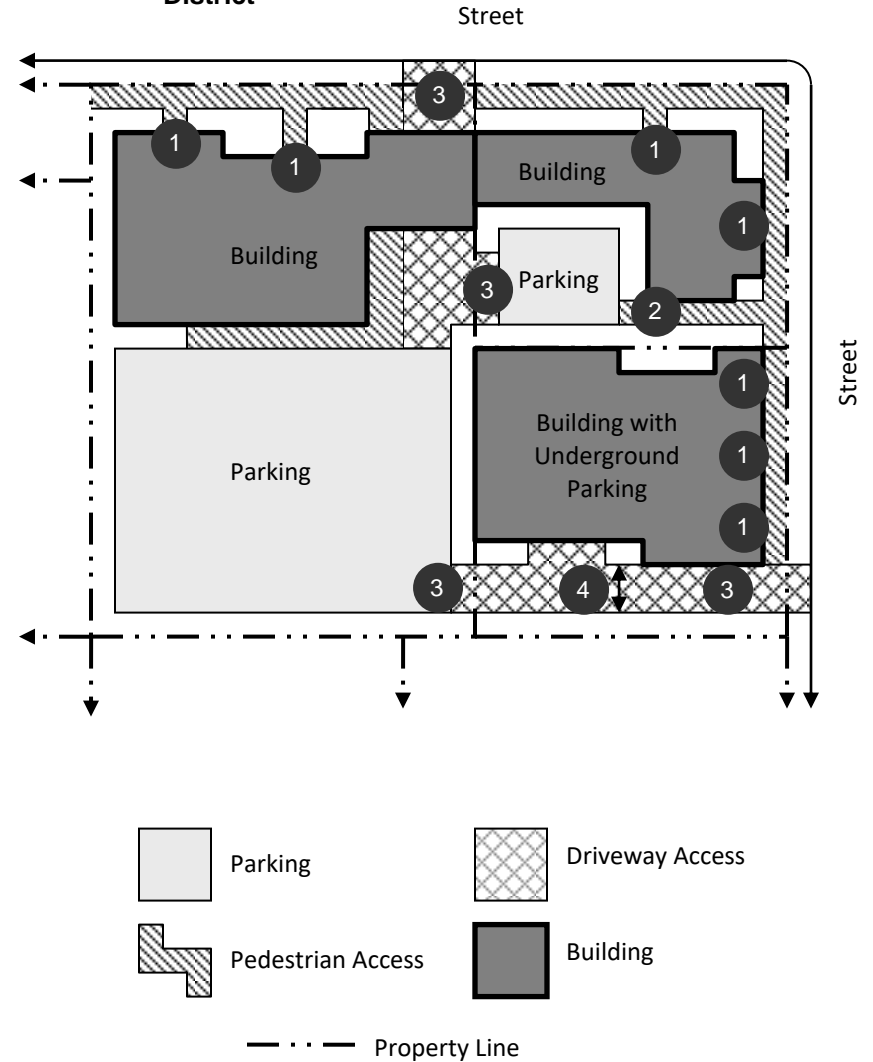 District
Street
3
1
1
1
Building
1
Building
Parking
3
2
1
Street
Building with
Underground
Parking
1
Parking
1
3
4
3
Parking
Driveway Access
Pedestrian Access
Building
Property Line